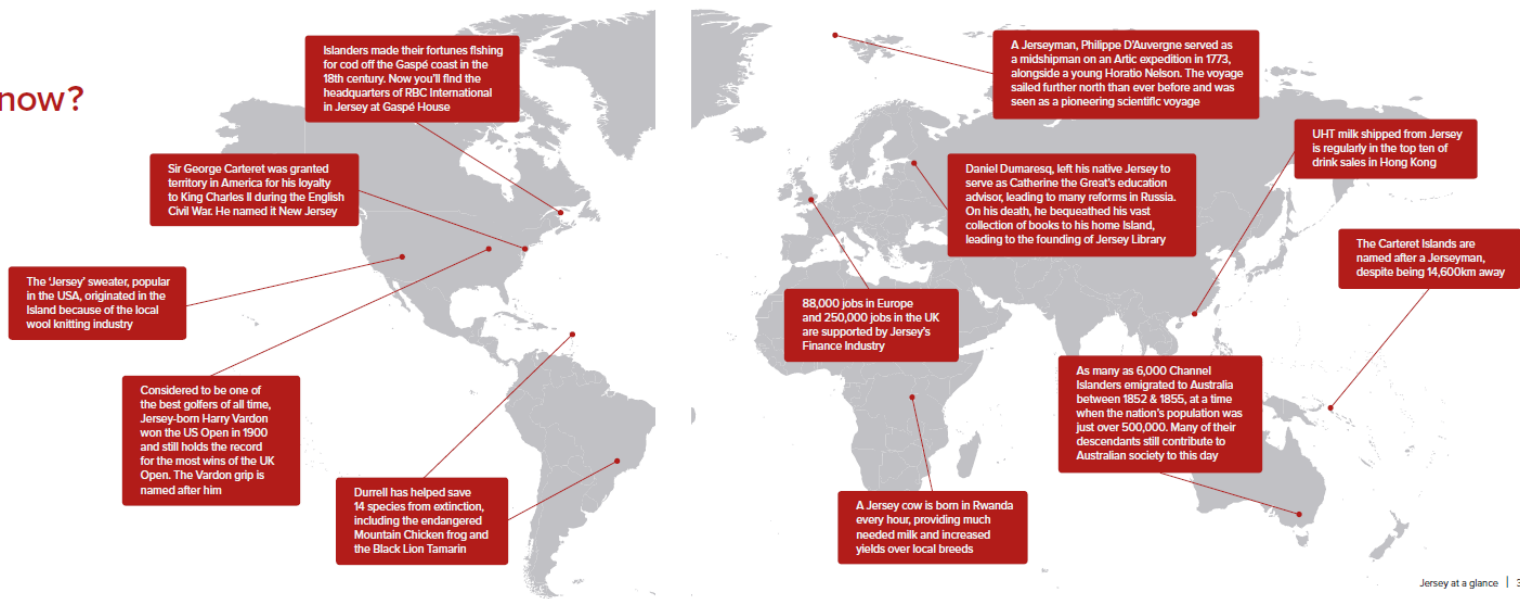 now?
Islanders made their fortunes fishing
for cod off the Gaspé coast in the
18th century. Now you'll find the
headquarters of RBC International
in Jersey at Gaspé House
Sir George Carteret was granted
territory in America for his loyalty
to King Charles II during the English
Civil War. He named it New Jersey
The 'Jersey' sweater, popular
in the USA, originated in the
Island because of the local
wool knitting industry
Considered to be one of
the best golfers of all time,
Jersey-born Harry Vardon
won the US Open in 1900
and still holds the record
for the most wins of the UK
Open. The Vardon grip is
named after him
Durrell has helped save
14 species from extinction,
including the endangered
Mountain Chicken frog and
the Black Lion Tamarin
A Jerseyman, Philippe D'Auvergne served as
a midshipman on an Artic expedition in 1773,
alongside a young Horatio Nelson. The voyage
sailed further north than ever before and was
seen as a pioneering scientific voyage
UHT milk shipped from Jersey
is regularly in the top ten of
drink sales in Hong Kong
Daniel Dumaresq, left his native Jersey to
serve as Catherine the Great's education
advisor, leading to many reforms in Russia.
On his death, he bequeathed his vast
collection of books to his home Island,
leading to the founding of Jersey Library
The Carteret Islands are
named after a Jerseyman,
despite being 14,600km away
88,000 jobs in Europe
and 250,000 jobs in the UK
are supported by Jersey's
Finance Industry
As many as 6,000 Channel
Islanders emigrated to Australia
between 1852 & 1855, at a time
when the nation's population was
just over 500,000. Many of their
descendants still contribute to
Australian society to this day
A Jersey cow is born in Rwanda
every hour, providing much
needed milk and increased
yields over local breeds
Jersey at a glance | 3